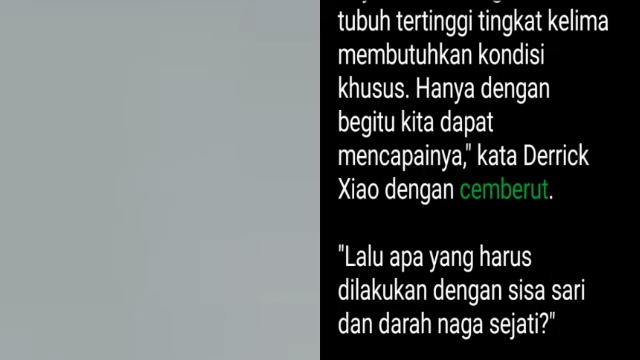 tubuh tertinggi tingkat kelima
membutuhkan kondisi
khusus. Hanya dengan
begitu kita dapat
mencapainya," kata Derrick
Xiao dengan cemberut.
"Lalu apa yang harus
dilakukan dengan sisa sari
dan darah naga sejati?"